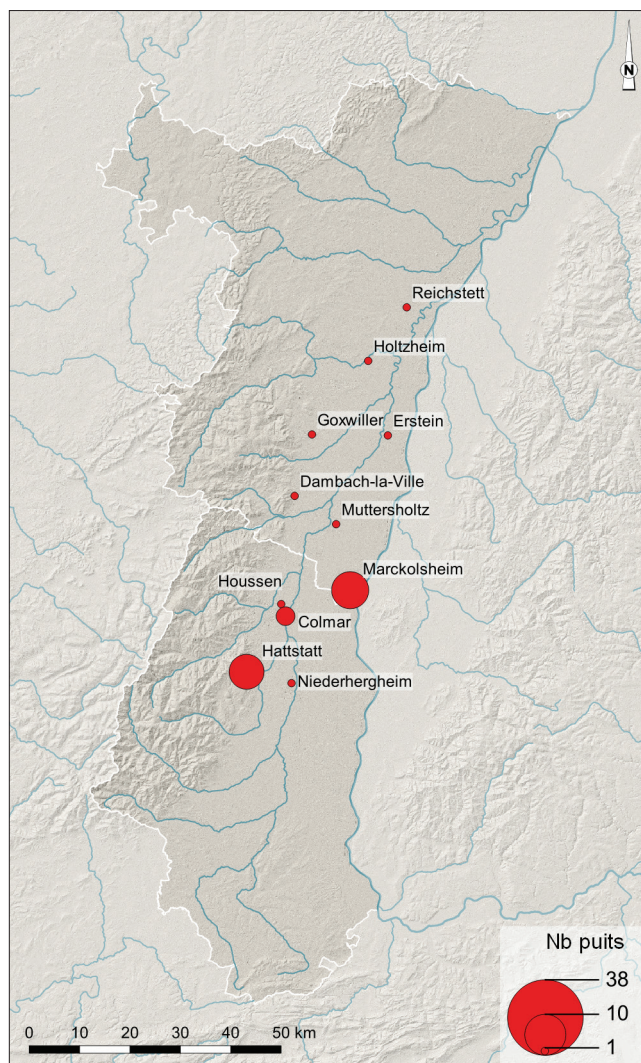 N
Reichstett
Holtzheim
Goxwiller
Erstein
Dambach-la-Ville
Muttersholtz
Marckolsheim
Houssen
Colmar
Hattstatt
Niederhergheim
Nb puits
38
10
1
0 10 20 30 40 50 km